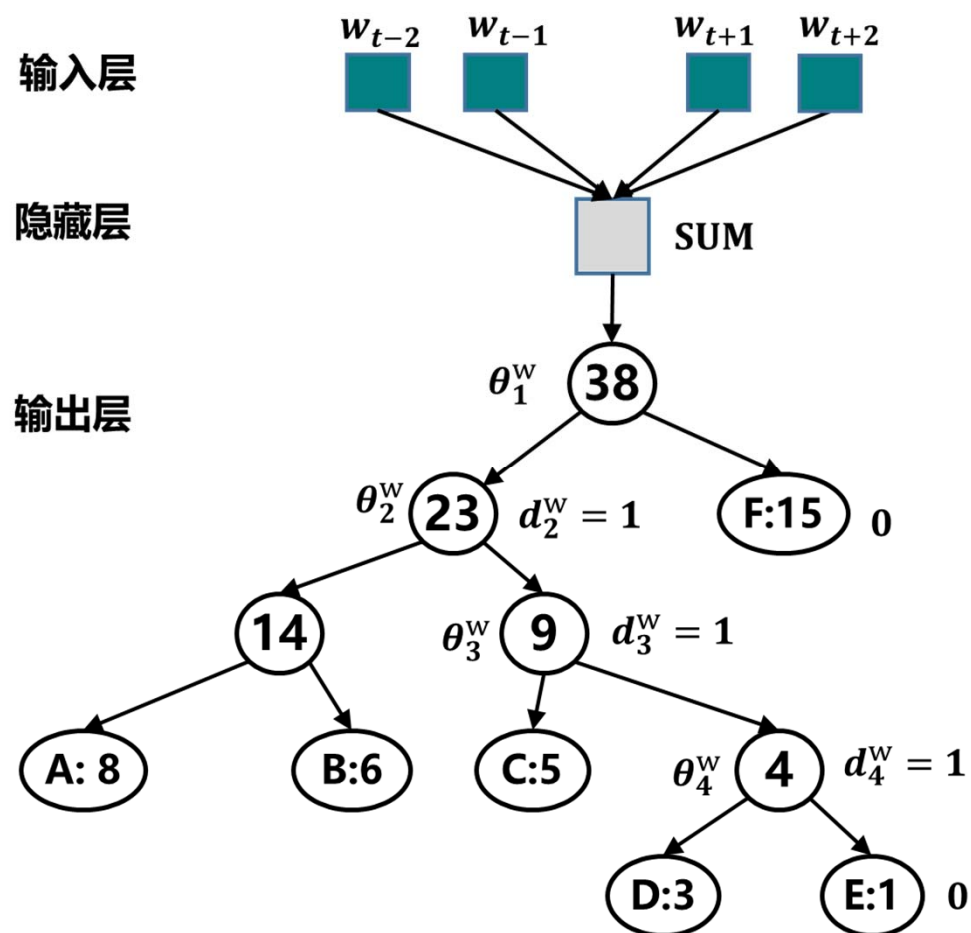 w_{t-2} w_{t-1} w_{t+1} w_{t+2}
输入层
隐藏层 SUM
θ_1^w 38
输出层
θ_2^w 23 d_2^w = 1 F:15 0
14 θ_3^w 9 d_3^w = 1
A: 8 B:6 C:5 θ_4^w 4 d_4^w = 1
D:3 E:1 0